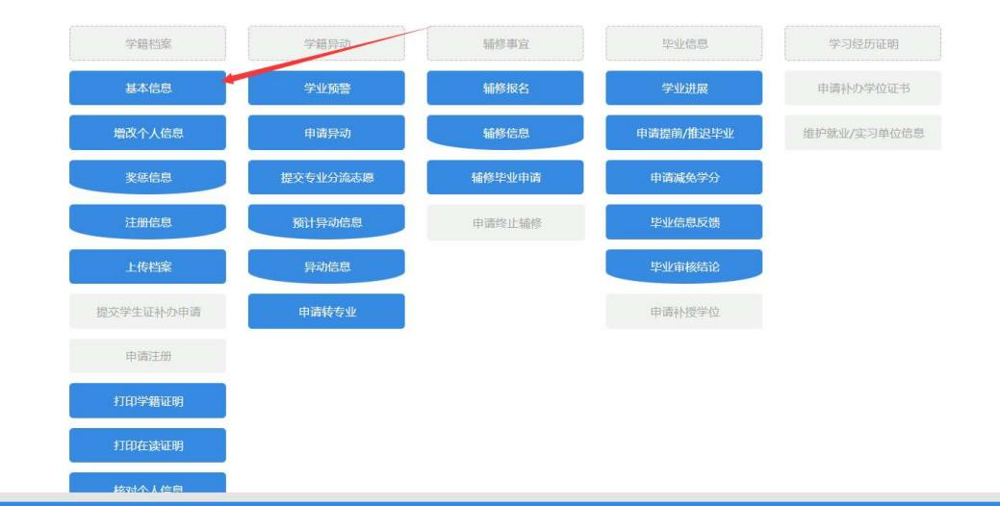 学籍档案
学籍异动
辅修事宜
毕业信息
学习经历证明
基本信息
学业预警
辅修报名
学业进展
申请补办学位证书
增改个人信息
申请异动
辅修信息
申请提前/推迟毕业
维护就业/实习单位信息
奖惩信息
提交专业分流志愿
辅修毕业申请
申请减免学分
注册信息
预计异动信息
申请终止辅修
毕业信息反馈
上传档案
异动信息
毕业审核结论
提交学生证补办申请
申请转专业
申请补授学位
申请注册
打印学籍证明
打印在读证明
核对个人信息